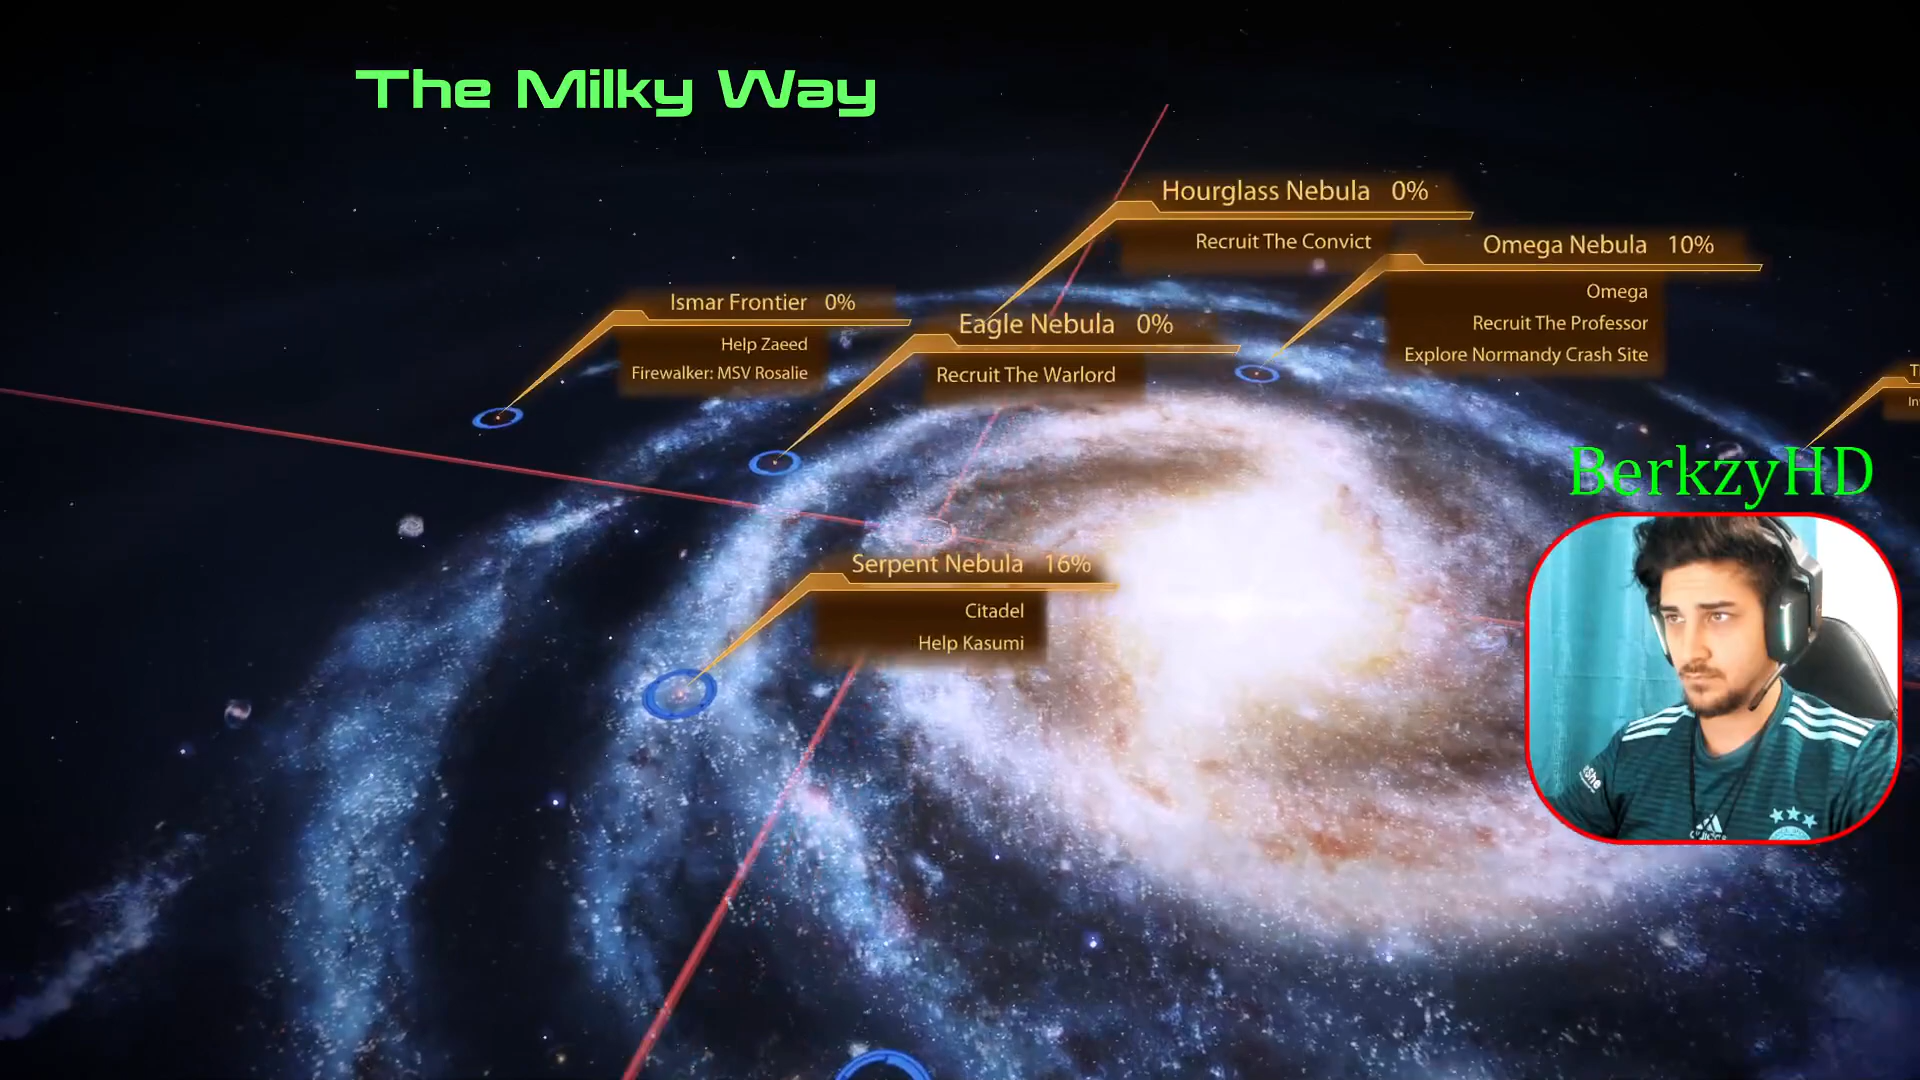 The Milky Way
Hourglass Nebula 0%
Recruit The Convict
Omega Nebula 10%
Omega
Recruit The Professor
Explore Normandy Crash Site
Ismar Frontier 0%
Help Zaeed
Firewalker: MSV Rosalie
Eagle Nebula 0%
Recruit The Warlord
BerkzyHD
Serpent Nebula 16%
Citadel
Help Kasumi